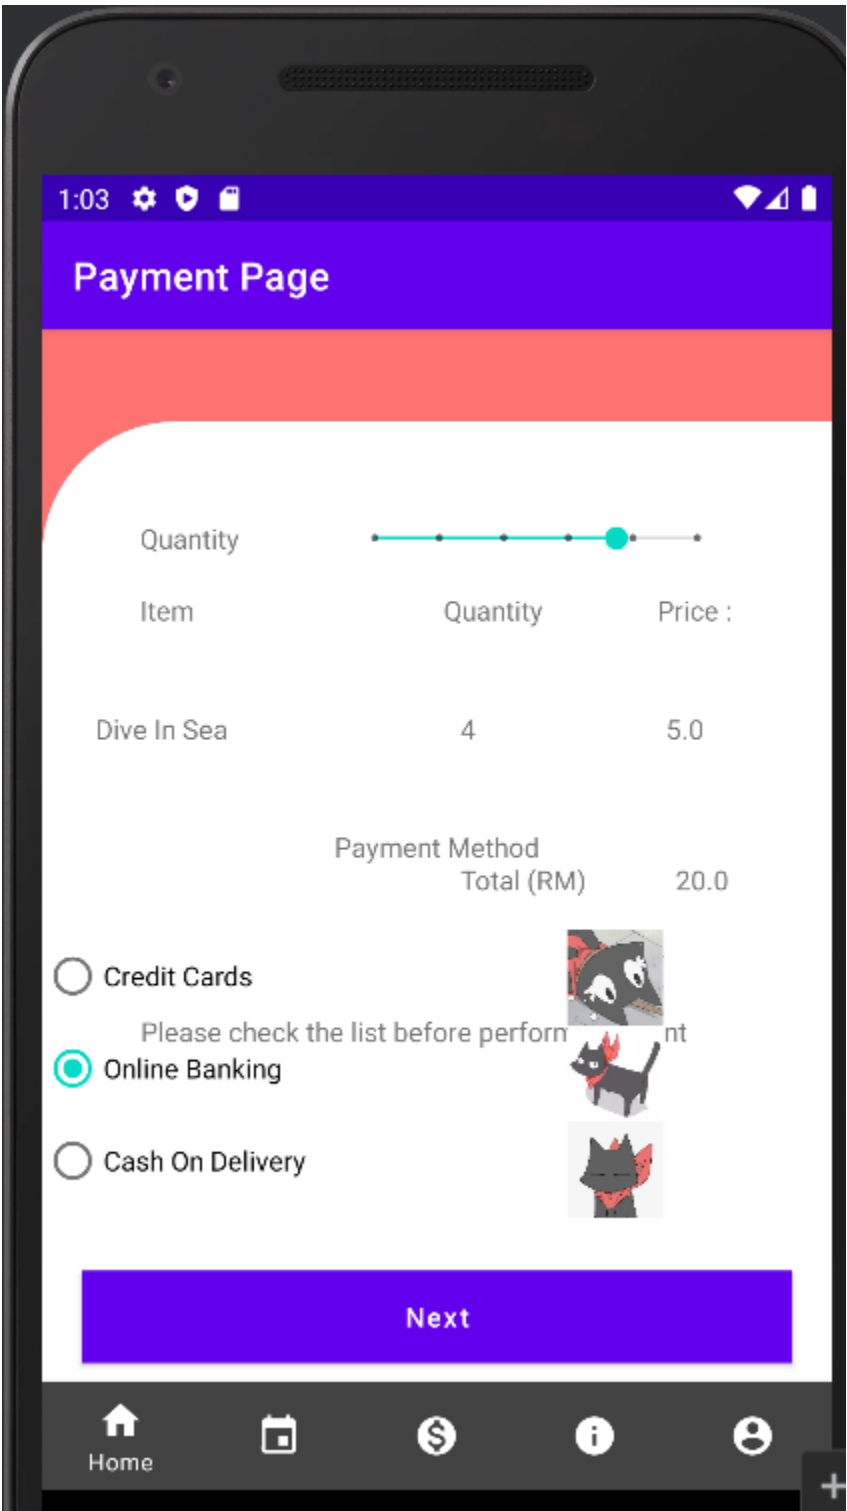 1:03
Payment Page
Quantity
Item Quantity Price :
Dive In Sea 4 5.0
Payment Method
Total (RM) 20.0
Credit Cards
Please check the list before perform nt
Online Banking
Cash On Delivery
Next
Home